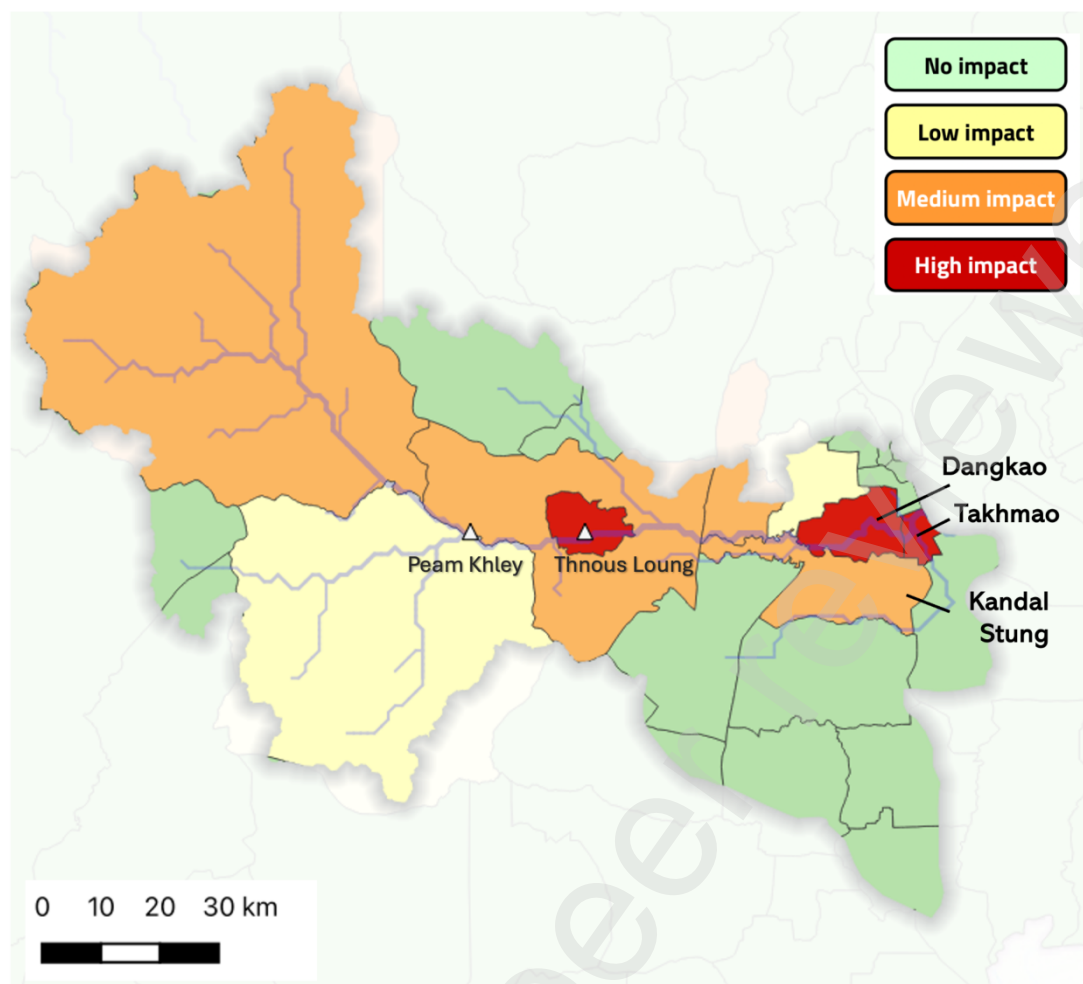 No impact
Low impact
Medium impact
High impact
Dangkao
Takhmao
Peam Khley
Thnous Loung
Kandal
Stung
0 10 20 30 km